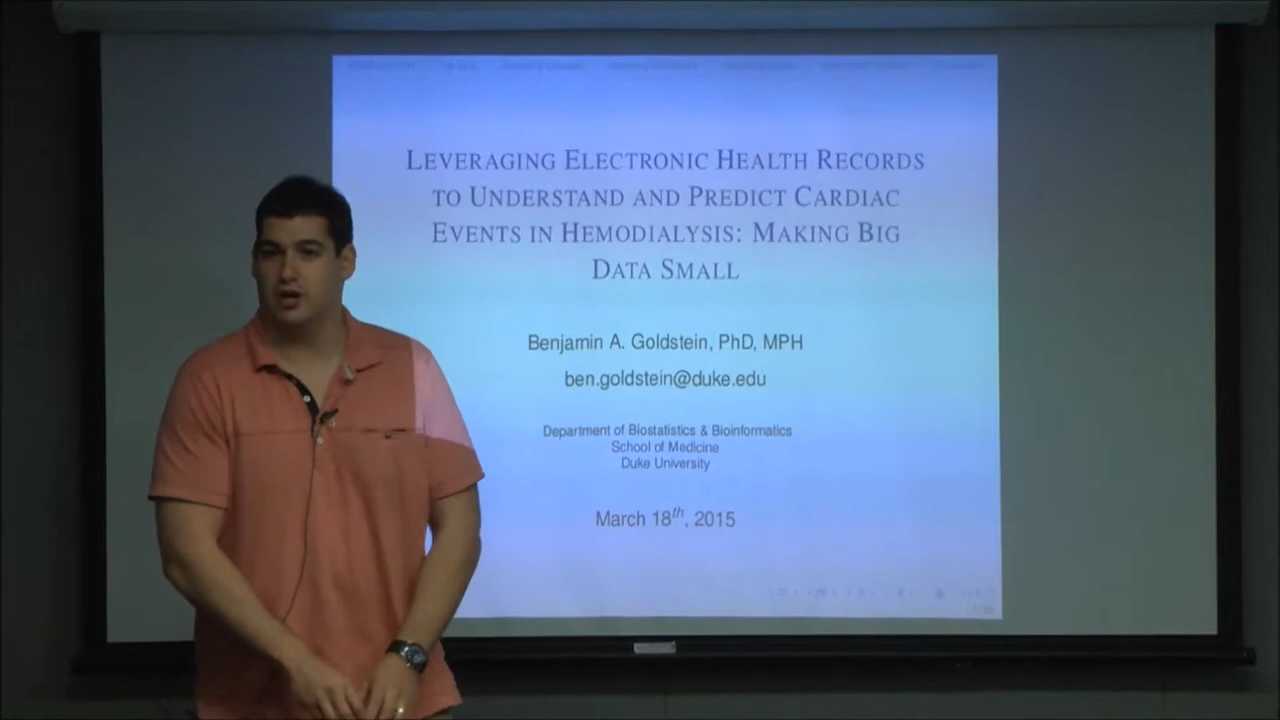 LEVERAGING ELECTRONIC HEALTH RECORDS
TO UNDERSTAND AND PREDICT CARDIAC
EVENTS IN HEMODIALYSIS: MAKING BIG
DATA SMALL
Benjamin A. Goldstein, PhD, MPH
ben.goldstein@duke.edu
Department of Biostatistics & Bioinformatics
School of Medicine
Duke University
March 18th, 2015